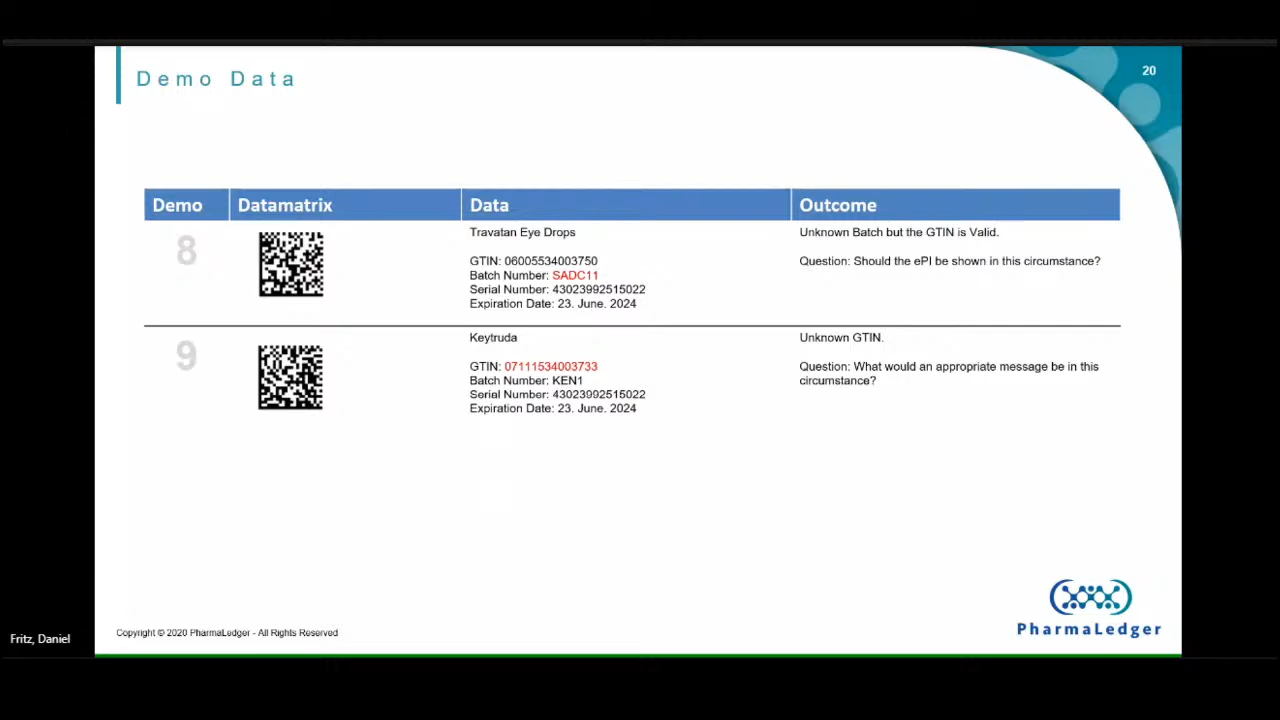 Demo Data
20
Demo Datamatrix Data Outcome
8
Travatan Eye Drops
GTIN: 06005534003750
Batch Number: SADC11
Serial Number: 43023992515022
Expiration Date: 23. June. 2024
Unknown Batch but the GTIN is Valid.
Question: Should the ePI be shown in this circumstance?
9
Keytruda
GTIN: 07111534003733
Batch Number: KEN1
Serial Number: 43023992515022
Expiration Date: 23. June. 2024
Unknown GTIN.
Question: What would an appropriate message be in this
circumstance?
Fritz, Daniel
Copyright © 2020 PharmaLedger - All Rights Reserved
PharmaLedger